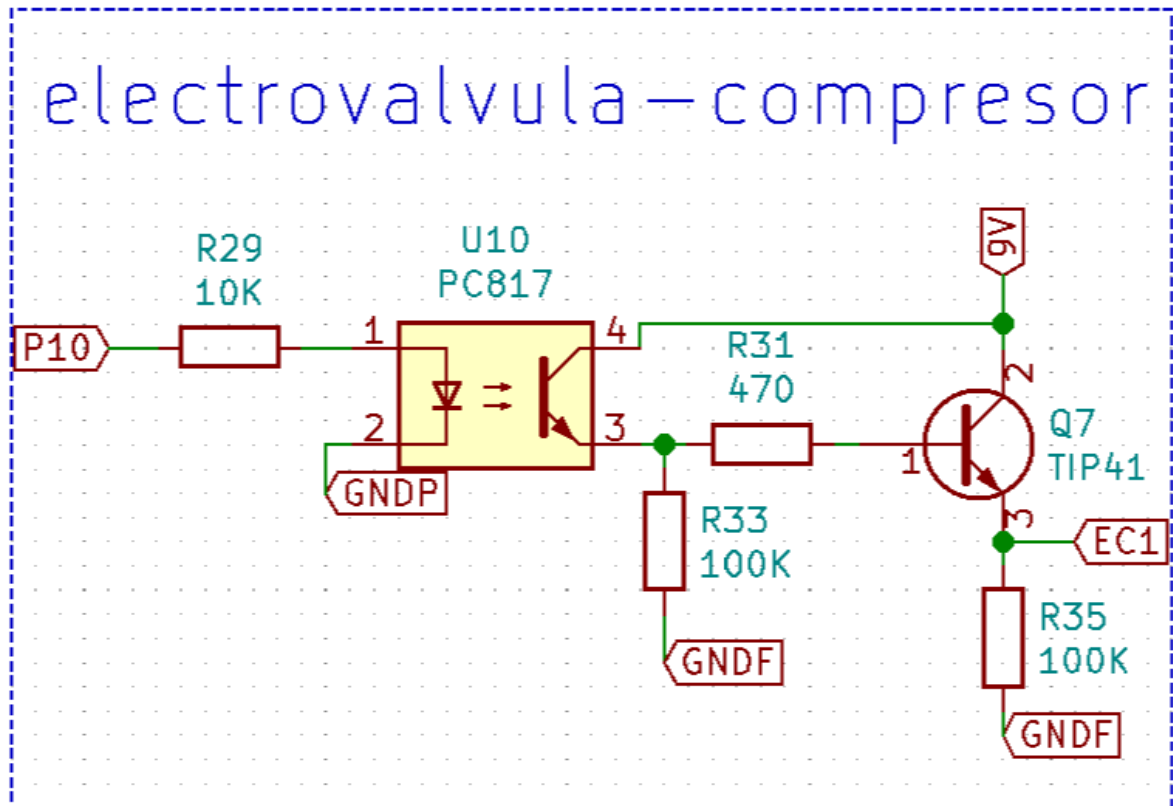 electrovalvula-compresor
9V
R29
10K
U10
PC817
P10
1
4
2
3
GNDP
R31
470
2
1
Q7
TIP41
3
R33
100K
EC1
GNDF
R35
100K
GNDF